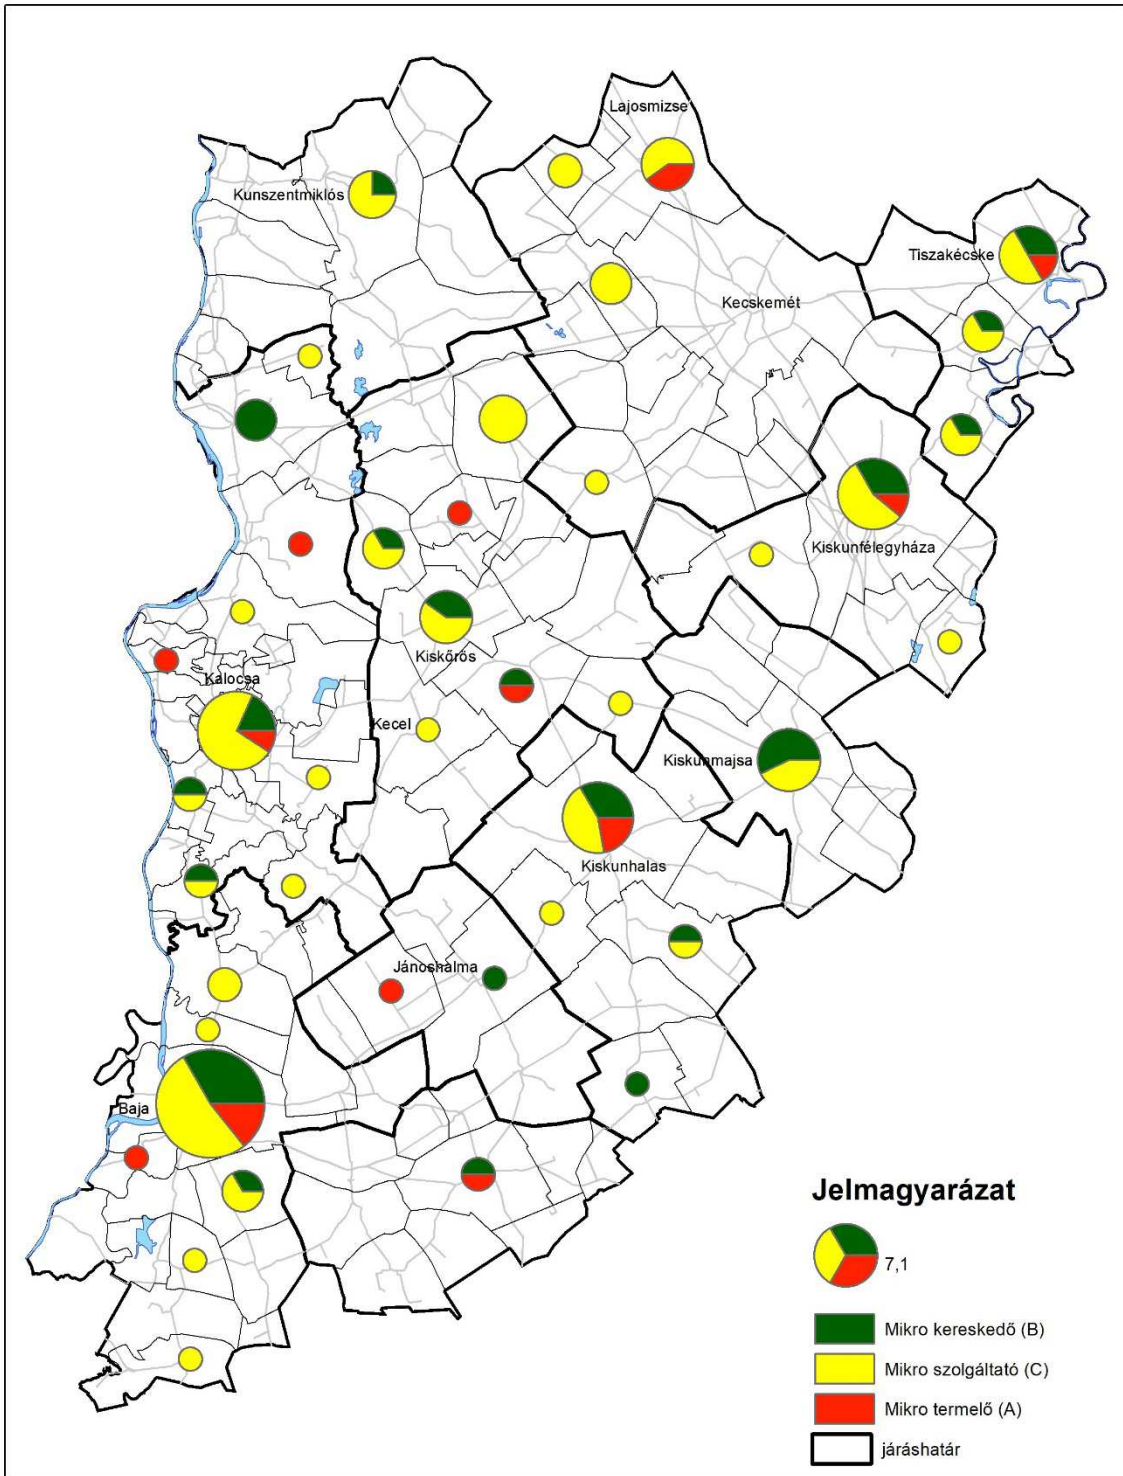 Lajosmizse
Kunszentmiklós
Tiszakécske
Kecskemét
Kiskunfélegyháza
Kiskőrös
Kalocsa
Kecel
Kiskunmajsa
Kiskunhalas
Jánoshalma
Baja
Jelmagyarázat
7,1
Mikro kereskedő (B)
Mikro szolgáltató (C)
Mikro termelő (A)
járáshatár